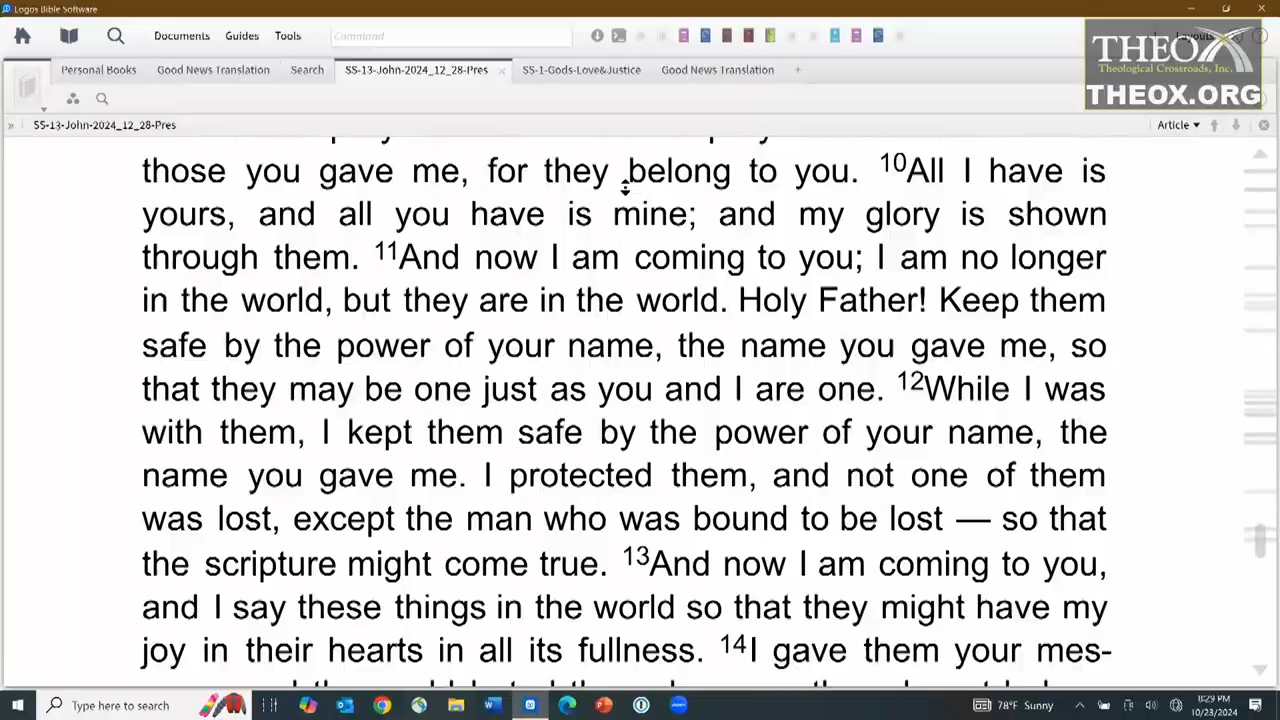 Logos Bible Software
Documents Guides Tools Command
THEOX
Theological Crossroads, Inc.
THEOX.ORG
Personal Books Good News Translation Search SS-13-John-2024_12_28-Pres SS-1-Gods-Love&Justice Good News Translation
SS-13-John-2024_12_28-Pres Article
those you gave me, for they belong to you. 10All I have is
yours, and all you have is mine; and my glory is shown
through them. 11And now I am coming to you; I am no longer
in the world, but they are in the world. Holy Father! Keep them
safe by the power of your name, the name you gave me, so
that they may be one just as you and I are one. 12While I was
with them, I kept them safe by the power of your name, the
name you gave me. I protected them, and not one of them
was lost, except the man who was bound to be lost — so that
the scripture might come true. 13And now I am coming to you,
and I say these things in the world so that they might have my
joy in their hearts in all its fullness. 14I gave them your mes-
Type here to search 78°F Sunny 8:29 PM
10/23/2024